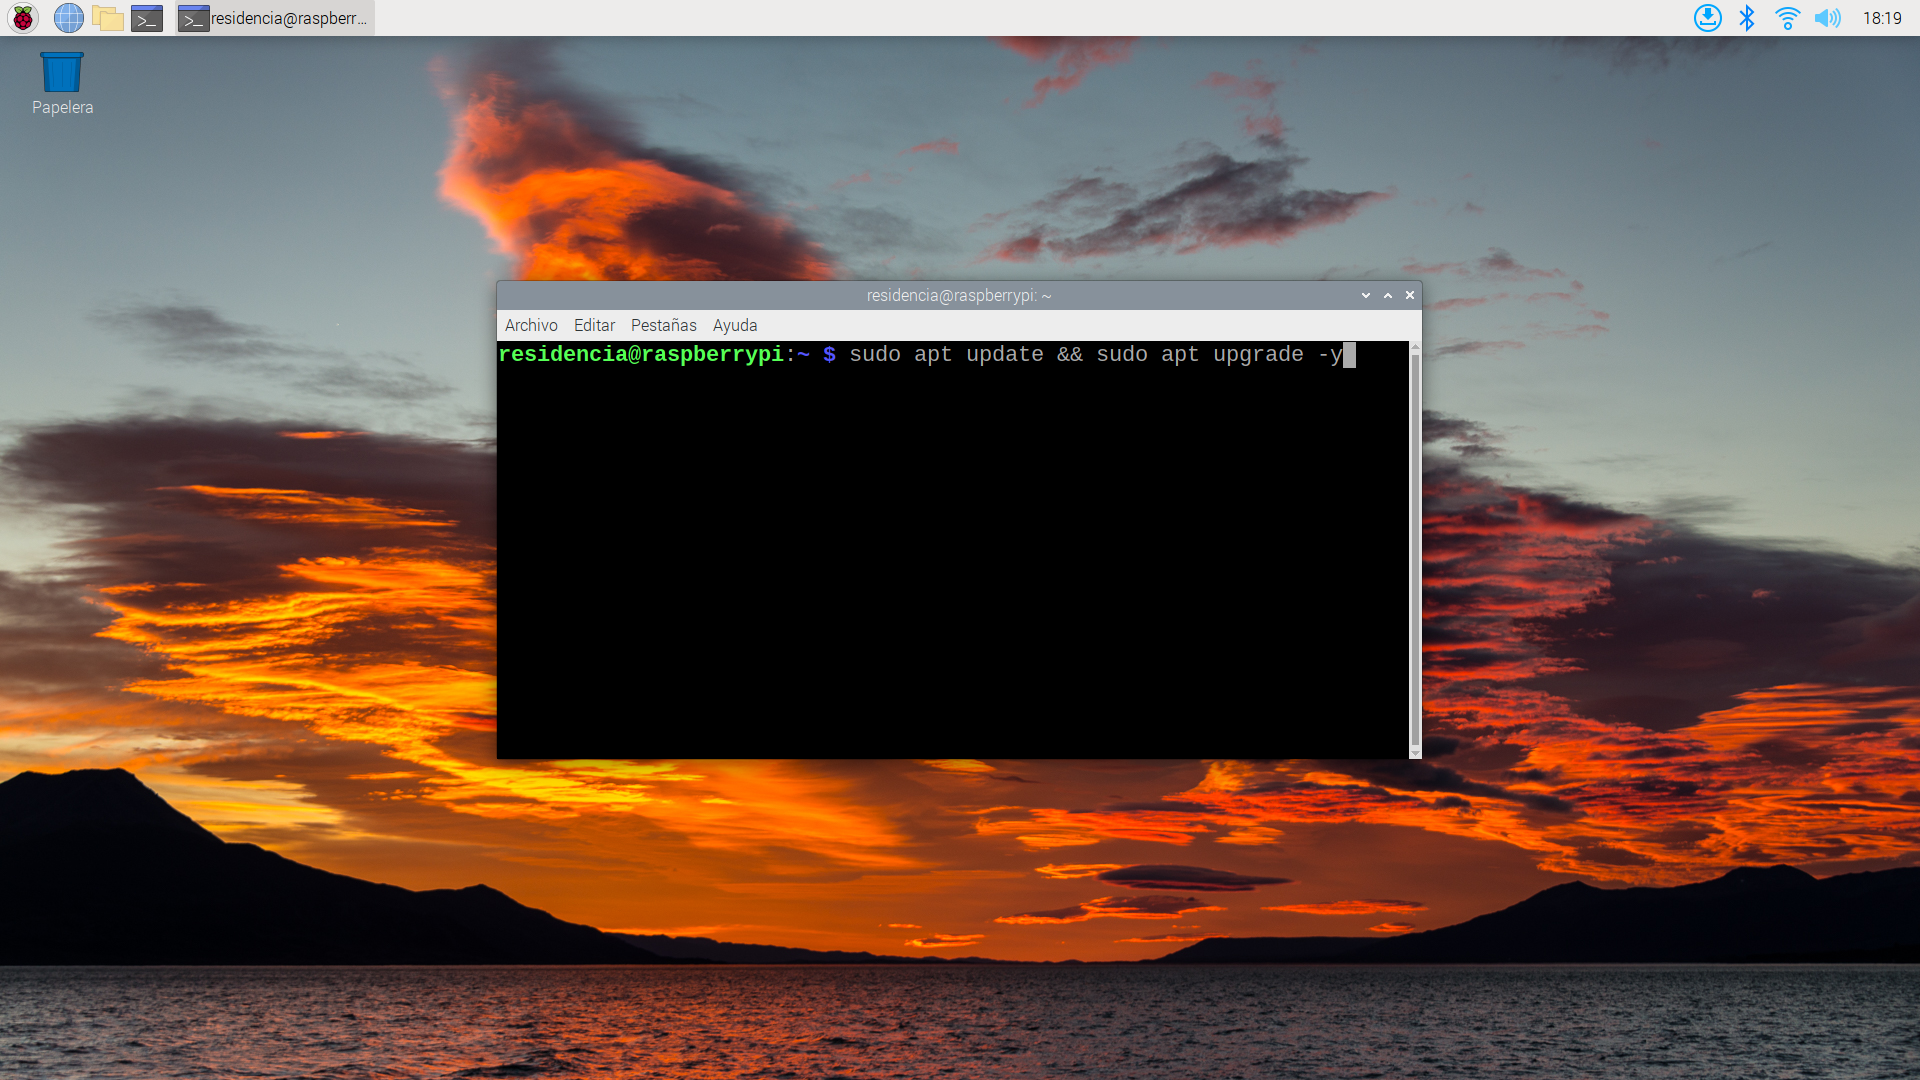 residencia@raspberr...
18:19
Papelera
residencia@raspberrypi: ~
Archivo Editar Pestañas Ayuda
residencia@raspberrypi:~ $ sudo apt update && sudo apt upgrade -y